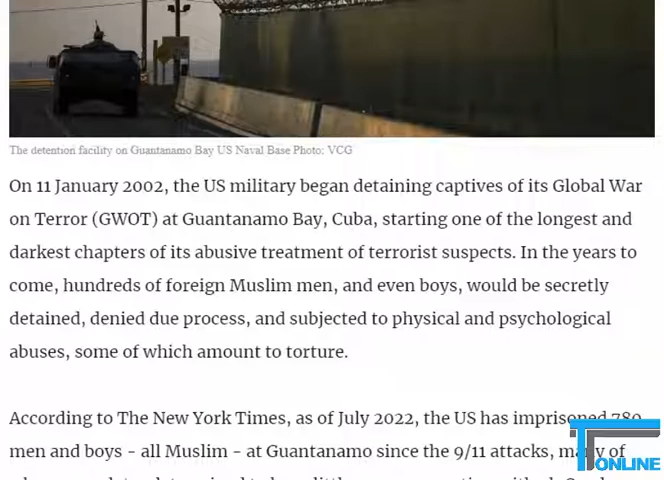 The detention facility on Guantanamo Bay US Naval Base Photo: VCG
On 11 January 2002, the US military began detaining captives of its Global War
on Terror (GWOT) at Guantanamo Bay, Cuba, starting one of the longest and
darkest chapters of its abusive treatment of terrorist suspects. In the years to
come, hundreds of foreign Muslim men, and even boys, would be secretly
detained, denied due process, and subjected to physical and psychological
abuses, some of which amount to torture.
According to The New York Times, as of July 2022, the US has imprisoned 780
men and boys - all Muslim - at Guantanamo since the 9/11 attacks, many of
ONLINE